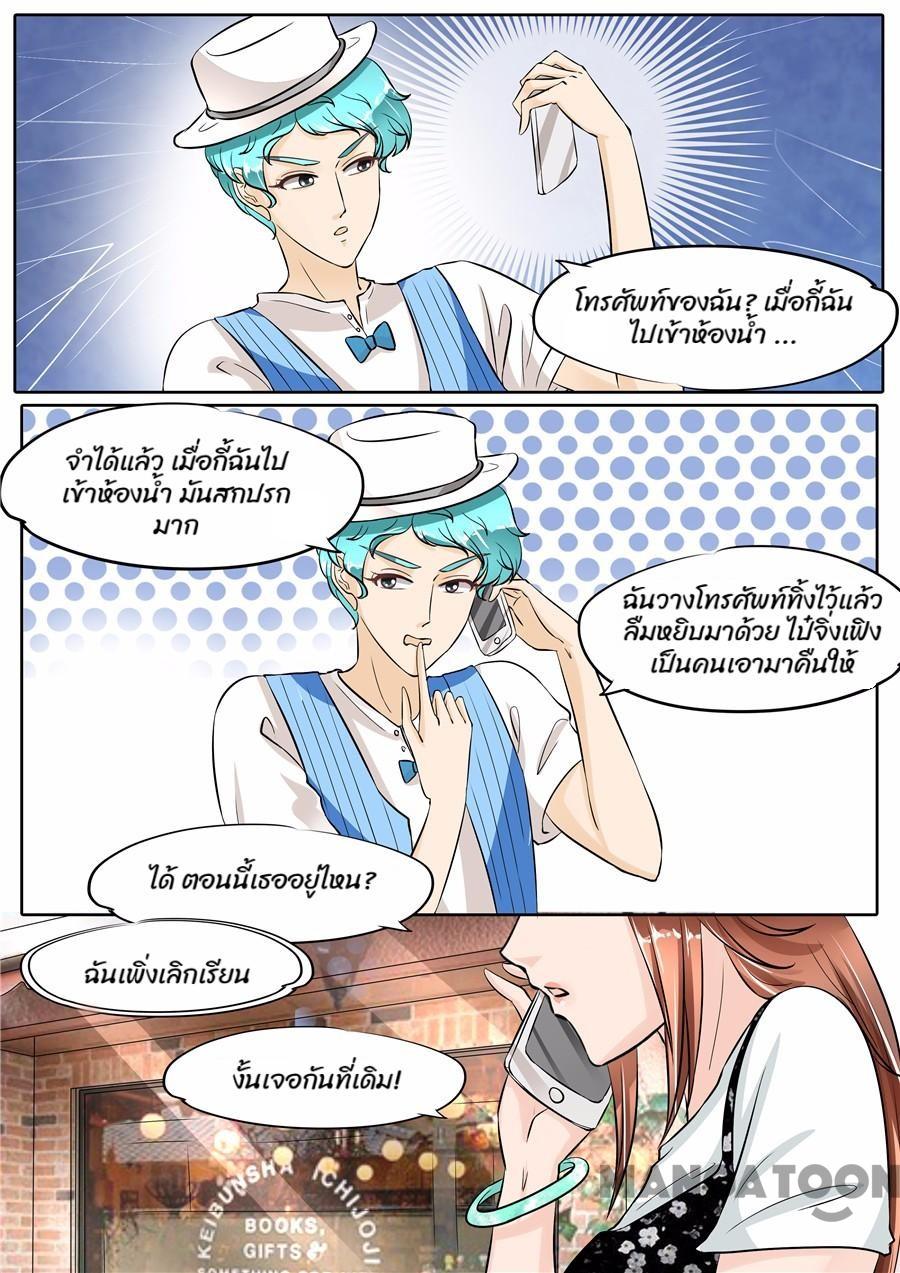 โทรศัพท์ของฉัน? เมื่อกี้ฉัน
ไปเข้าห้องน้ำ ...
จำได้แล้ว เมื่อกี้ฉันไป
เข้าห้องน้ำ มันสกปรก
มาก
ฉันวางโทรศัพท์ทิ้งไว้แล้ว
ลืมหยิบมาด้วย ไป๋จิ่งเฟิง
เป็นคนเอามาคืนให้
ได้ ตอนนี้เธออยู่ไหน?
ฉันเพิ่งเลิกเรียน
งั้นเจอกันที่เดิม!
KEIBUNSHA ICHIJOJI
BOOKS,
GIFTS &
MANGATOON